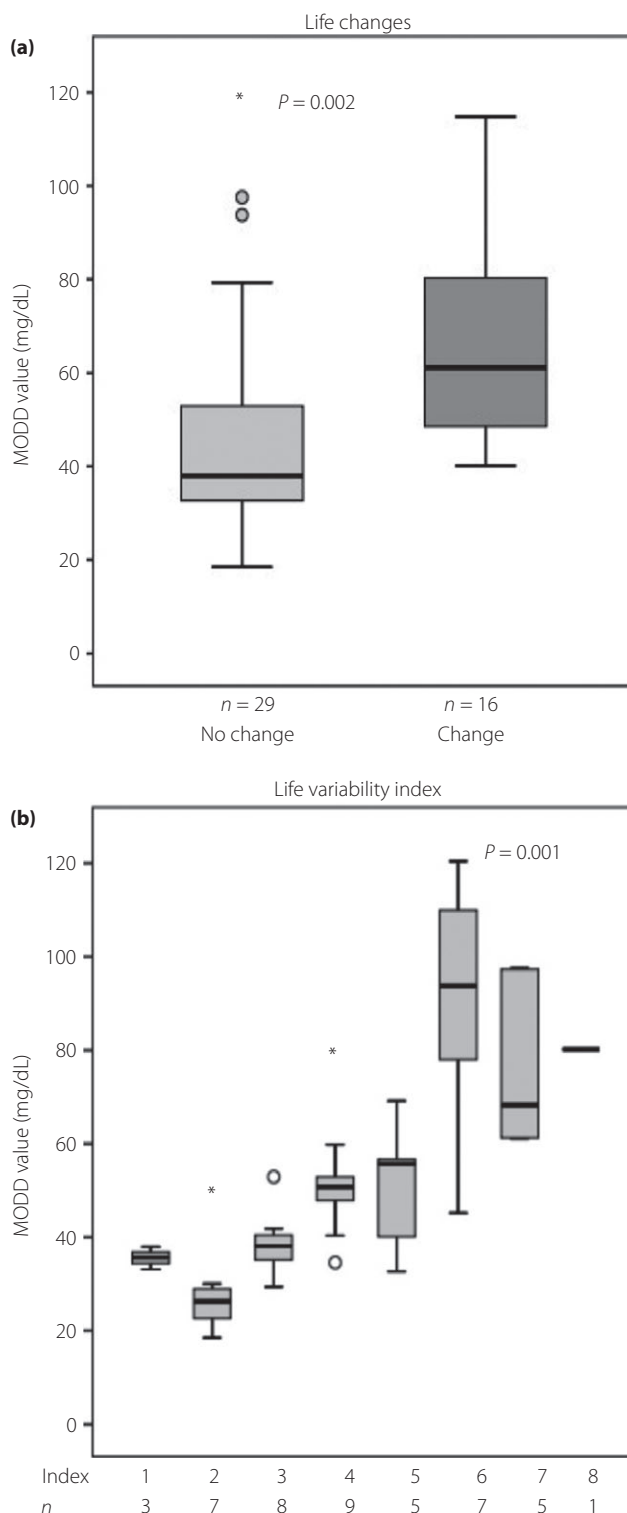 Life changes
(a)
MODD value (mg/dL)
120
100
80
60
40
20
0
*
P = 0.002
n = 29
n = 16
No change
Change
Life variability index
(b)
MODD value (mg/dL)
120
100
80
60
40
20
0
P = 0.001
*
*
Index 1 2 3 4 5 6 7 8
n 3 7 8 9 5 7 5 1